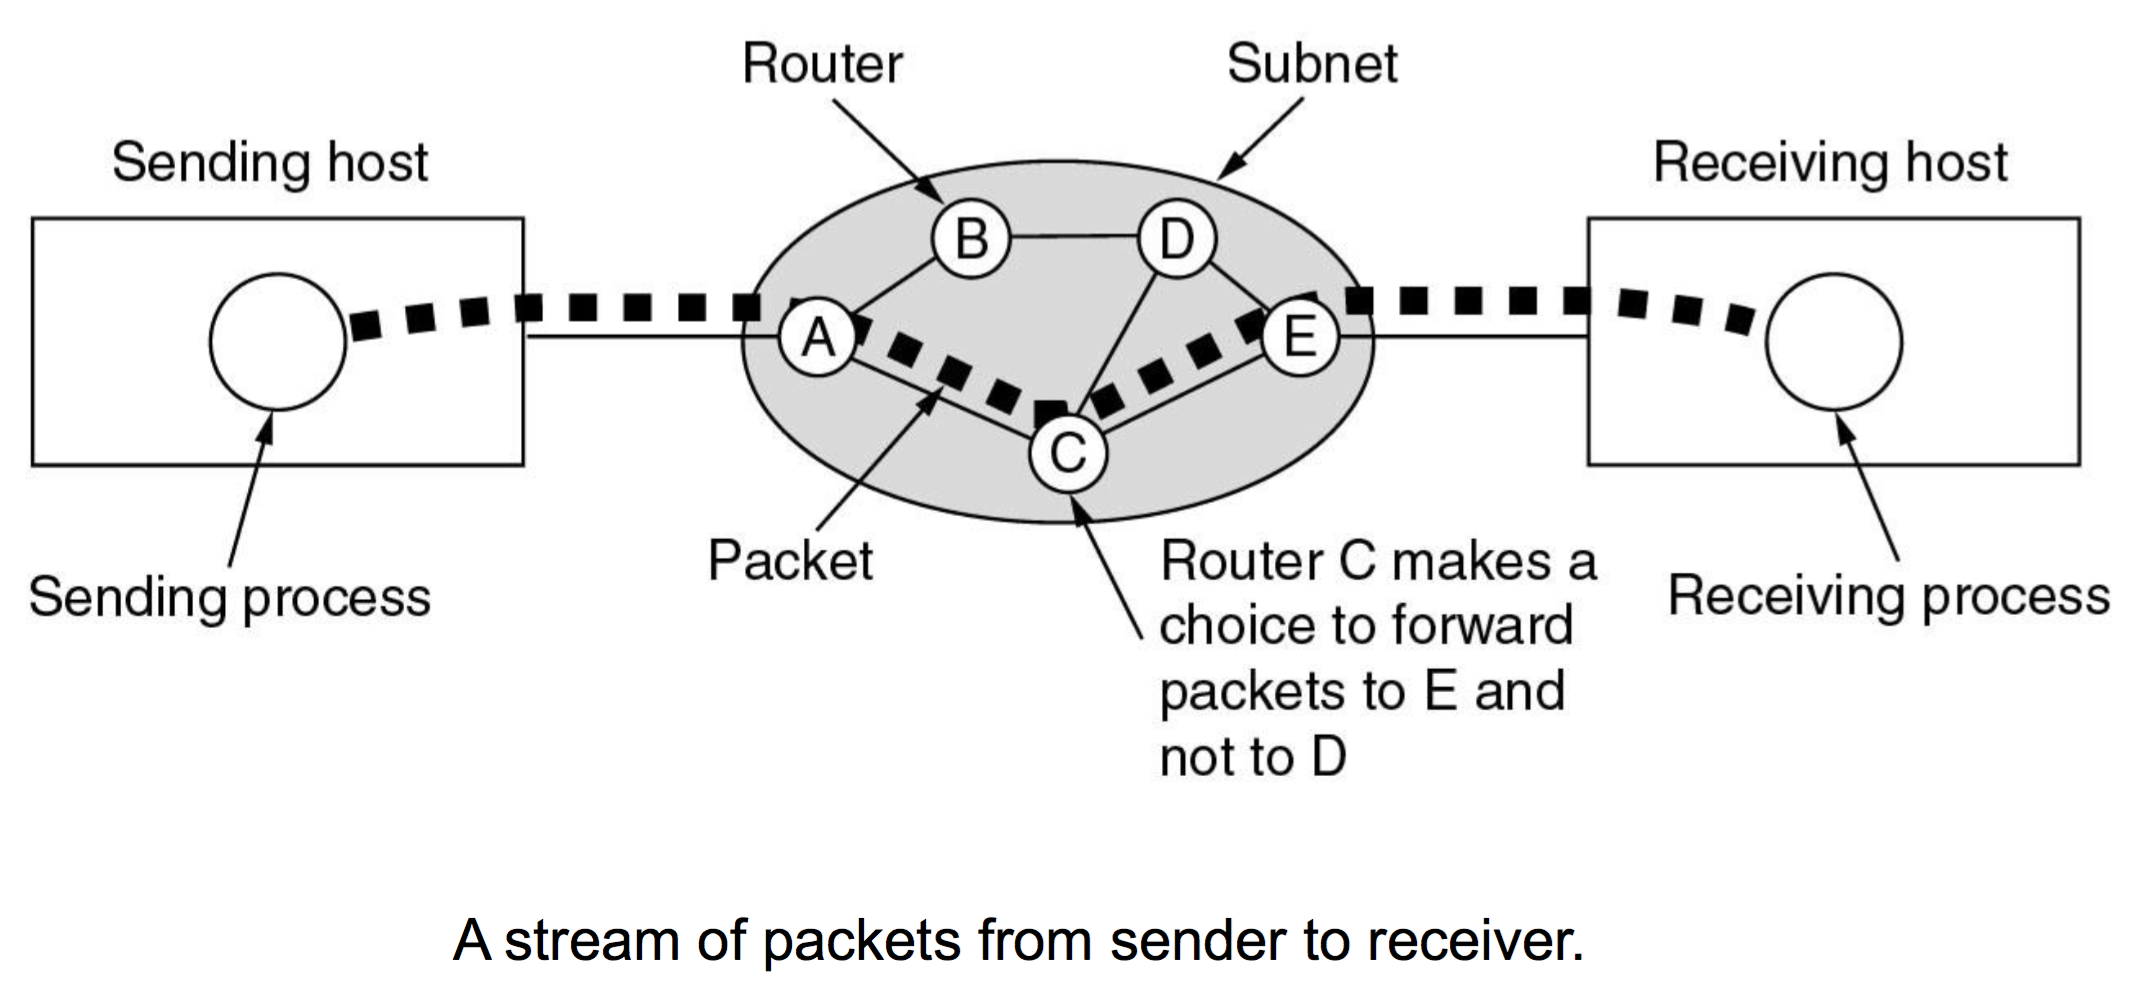 Router
Subnet
Sending host
Receiving host
B
D
A
E
C
Packet
Router C makes a
choice to forward
packets to E and
not to D
Sending process
Receiving process
A stream of packets from sender to receiver.